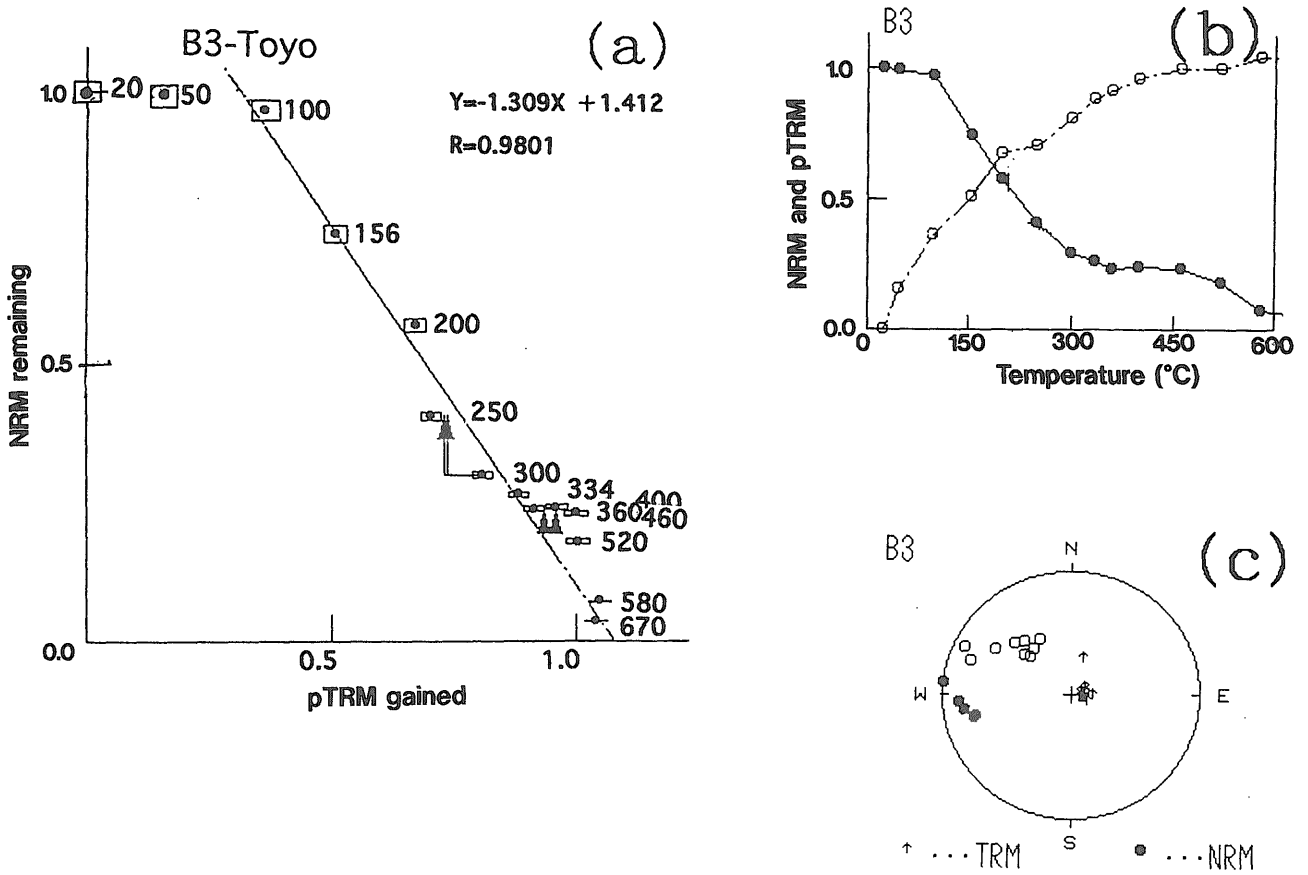 B3-Toyo
(a)
Y=-1.309X +1.412
R=0.9801
1.0
20
50
100
156
200
0.5
250
300
334
400
360
460
520
580
670
0.0
0.5
1.0
NRM remaining
pTRM gained
B3
(b)
1.0
0.5
0.0
NRM and pTRM
0
150
300
450
600
Temperature (°C)
B3
(c)
N
W
E
S
↑ ...TRM
● ...NRM